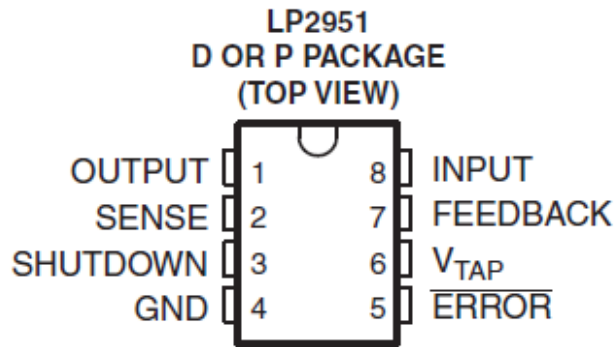 LP2951
D OR P PACKAGE
(TOP VIEW)
OUTPUT 1 8 INPUT
SENSE 2 7 FEEDBACK
SHUTDOWN 3 6 VTAP
GND 4 5 ERROR